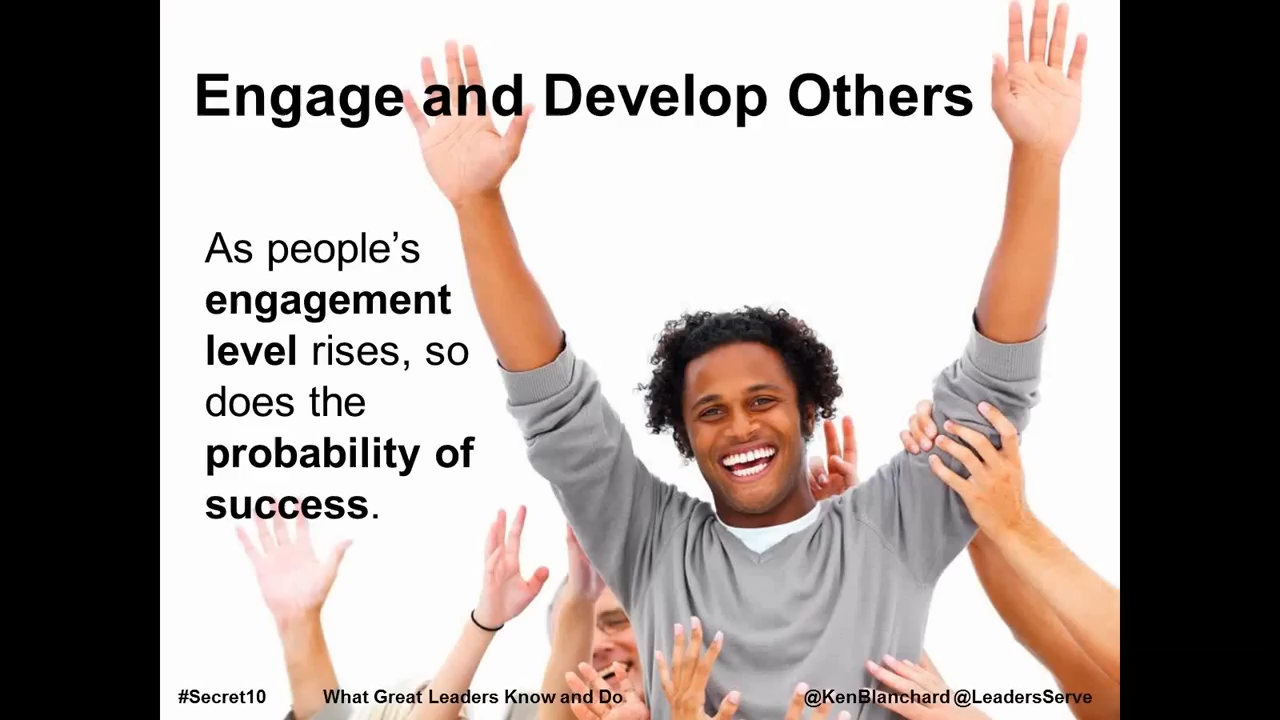 Engage and Develop Others
As people’s
engagement
level rises, so
does the
probability of
success.
#Secret10 What Great Leaders Know and Do @KenBlanchard @LeadersServe